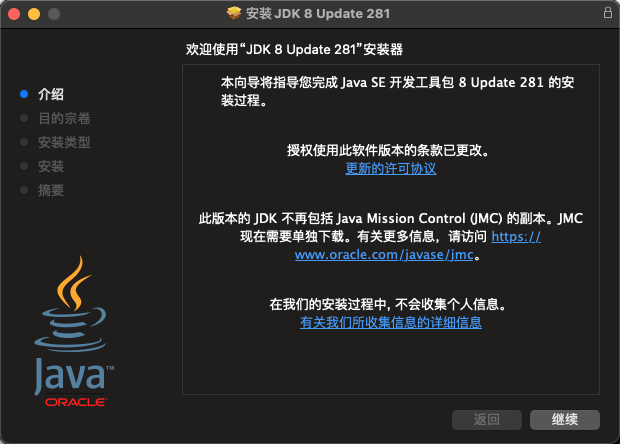 安装 JDK 8 Update 281
欢迎使用“JDK 8 Update 281”安装器
介绍
目的宗卷
安装类型
安装
摘要
本向导将指导您完成 Java SE 开发工具包 8 Update 281 的安
装过程。
授权使用此软件版本的条款已更改。
更新的许可协议
此版本的 JDK 不再包括 Java Mission Control (JMC) 的副本。JMC
现在需要单独下载。有关更多信息，请访问 https://
www.oracle.com/javase/jmc。
在我们的安装过程中, 不会收集个人信息。
有关我们所收集信息的详细信息
Java™
ORACLE
返回
继续